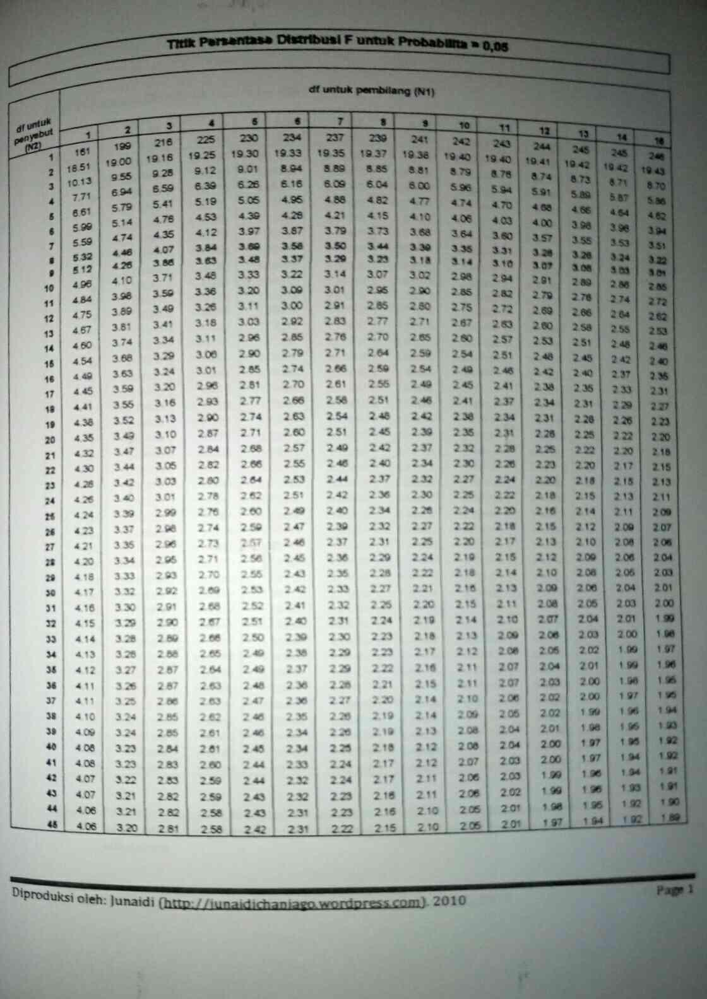 Titik Persentase Distribusi F untuk Probabilita = 0,05
df untuk pembilang (N1)
df untuk
penyebut
(N2)
1 2 3 4 5 6 7 8 9 10 11 12 13 14 15
1 161 199 216 225 230 234 237 239 241 242 243 244 245 245 246
2 18.51 19.00 19.16 19.25 19.30 19.33 19.35 19.37 19.38 19.40 19.40 19.41 19.42 19.42 19.43
3 10.13 9.55 9.28 9.12 9.01 8.94 8.89 8.85 8.81 8.79 8.76 8.74 8.73 8.71 8.70
4 7.71 6.94 6.59 6.39 6.26 6.16 6.09 6.04 6.00 5.96 5.94 5.91 5.89 5.87 5.86
5 6.61 5.79 5.41 5.19 5.05 4.95 4.88 4.82 4.77 4.74 4.70 4.68 4.66 4.64 4.62
6 5.99 5.14 4.76 4.53 4.39 4.28 4.21 4.15 4.10 4.06 4.03 4.00 3.98 3.96 3.94
7 5.59 4.74 4.35 4.12 3.97 3.87 3.79 3.73 3.68 3.64 3.60 3.57 3.55 3.53 3.51
8 5.32 4.46 4.07 3.84 3.69 3.58 3.50 3.44 3.39 3.35 3.31 3.28 3.26 3.24 3.22
9 5.12 4.26 3.86 3.63 3.48 3.37 3.29 3.23 3.18 3.14 3.10 3.07 3.05 3.03 3.01
10 4.96 4.10 3.71 3.48 3.33 3.22 3.14 3.07 3.02 2.98 2.94 2.91 2.89 2.86 2.85
11 4.84 3.98 3.59 3.36 3.20 3.09 3.01 2.95 2.90 2.85 2.82 2.79 2.76 2.74 2.72
12 4.75 3.89 3.49 3.26 3.11 3.00 2.91 2.85 2.80 2.75 2.72 2.69 2.66 2.64 2.62
13 4.67 3.81 3.41 3.18 3.03 2.92 2.83 2.77 2.71 2.67 2.63 2.60 2.58 2.55 2.53
14 4.60 3.74 3.34 3.11 2.96 2.85 2.76 2.70 2.65 2.60 2.57 2.53 2.51 2.48 2.46
15 4.54 3.68 3.29 3.06 2.90 2.79 2.71 2.64 2.59 2.54 2.51 2.48 2.45 2.42 2.40
16 4.49 3.63 3.24 3.01 2.85 2.74 2.66 2.59 2.54 2.49 2.46 2.42 2.40 2.37 2.35
17 4.45 3.59 3.20 2.96 2.81 2.70 2.61 2.55 2.49 2.45 2.41 2.38 2.35 2.33 2.31
18 4.41 3.55 3.16 2.93 2.77 2.66 2.58 2.51 2.46 2.41 2.37 2.34 2.31 2.29 2.27
19 4.38 3.52 3.13 2.90 2.74 2.63 2.54 2.48 2.42 2.38 2.34 2.31 2.28 2.26 2.23
20 4.35 3.49 3.10 2.87 2.71 2.60 2.51 2.45 2.39 2.35 2.31 2.28 2.25 2.22 2.20
21 4.32 3.47 3.07 2.84 2.68 2.57 2.49 2.42 2.37 2.32 2.28 2.25 2.22 2.20 2.18
22 4.30 3.44 3.05 2.82 2.66 2.55 2.46 2.40 2.34 2.30 2.26 2.23 2.20 2.17 2.15
23 4.28 3.42 3.03 2.80 2.64 2.53 2.44 2.37 2.32 2.27 2.24 2.20 2.18 2.15 2.13
24 4.26 3.40 3.01 2.78 2.62 2.51 2.42 2.36 2.30 2.25 2.22 2.18 2.15 2.13 2.11
25 4.24 3.39 2.99 2.76 2.60 2.49 2.40 2.34 2.28 2.24 2.20 2.16 2.14 2.11 2.09
26 4.23 3.37 2.98 2.74 2.59 2.47 2.39 2.32 2.27 2.22 2.18 2.15 2.12 2.09 2.07
27 4.21 3.35 2.96 2.73 2.57 2.46 2.37 2.31 2.25 2.20 2.17 2.13 2.10 2.08 2.06
28 4.20 3.34 2.95 2.71 2.56 2.45 2.36 2.29 2.24 2.19 2.15 2.12 2.09 2.06 2.04
29 4.18 3.33 2.93 2.70 2.55 2.43 2.35 2.28 2.22 2.18 2.14 2.10 2.08 2.05 2.03
30 4.17 3.32 2.92 2.69 2.53 2.42 2.33 2.27 2.21 2.16 2.13 2.09 2.06 2.04 2.01
31 4.16 3.30 2.91 2.68 2.52 2.41 2.32 2.25 2.20 2.15 2.11 2.08 2.05 2.03 2.00
32 4.15 3.29 2.90 2.67 2.51 2.40 2.31 2.24 2.19 2.14 2.10 2.07 2.04 2.01 1.99
33 4.14 3.28 2.89 2.66 2.50 2.39 2.30 2.23 2.18 2.13 2.09 2.06 2.03 2.00 1.98
34 4.13 3.28 2.88 2.65 2.49 2.38 2.29 2.23 2.17 2.12 2.08 2.05 2.02 1.99 1.97
35 4.12 3.27 2.87 2.64 2.49 2.37 2.29 2.22 2.16 2.11 2.07 2.04 2.01 1.99 1.96
36 4.11 3.26 2.87 2.63 2.48 2.36 2.28 2.21 2.15 2.11 2.07 2.03 2.00 1.98 1.95
37 4.11 3.25 2.86 2.63 2.47 2.36 2.27 2.20 2.14 2.10 2.06 2.02 2.00 1.97 1.95
38 4.10 3.24 2.85 2.62 2.46 2.35 2.26 2.19 2.14 2.09 2.05 2.02 1.99 1.96 1.94
39 4.09 3.24 2.85 2.61 2.46 2.34 2.26 2.19 2.13 2.08 2.04 2.01 1.98 1.95 1.93
40 4.08 3.23 2.84 2.61 2.45 2.34 2.25 2.18 2.12 2.08 2.04 2.00 1.97 1.95 1.92
41 4.08 3.23 2.83 2.60 2.44 2.33 2.24 2.17 2.12 2.07 2.03 2.00 1.97 1.94 1.92
42 4.07 3.22 2.83 2.59 2.44 2.32 2.24 2.17 2.11 2.06 2.03 1.99 1.96 1.94 1.91
43 4.07 3.21 2.82 2.59 2.43 2.32 2.23 2.16 2.11 2.06 2.02 1.99 1.96 1.93 1.91
44 4.06 3.21 2.82 2.58 2.43 2.31 2.23 2.16 2.10 2.05 2.01 1.98 1.95 1.92 1.90
45 4.06 3.20 2.81 2.58 2.42 2.31 2.22 2.15 2.10 2.05 2.01 1.97 1.94 1.92 1.89
Diproduksi oleh: Junaidi (http://junaidichaniago.wordpress.com). 2010
Page 1